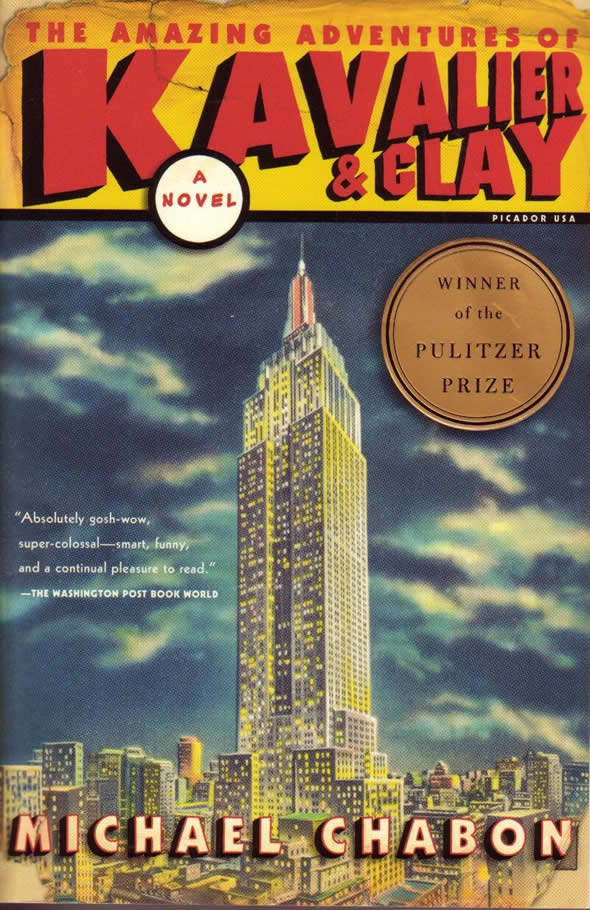 THE AMAZING ADVENTURES OF
KAVALIER
& CLAY
A
NOVEL
PICADOR USA
WINNER
of the
PULITZER
PRIZE
“Absolutely gosh-wow,
super-colossal—smart, funny,
and a continual pleasure to read.”
—THE WASHINGTON POST BOOK WORLD
MICHAEL CHABON